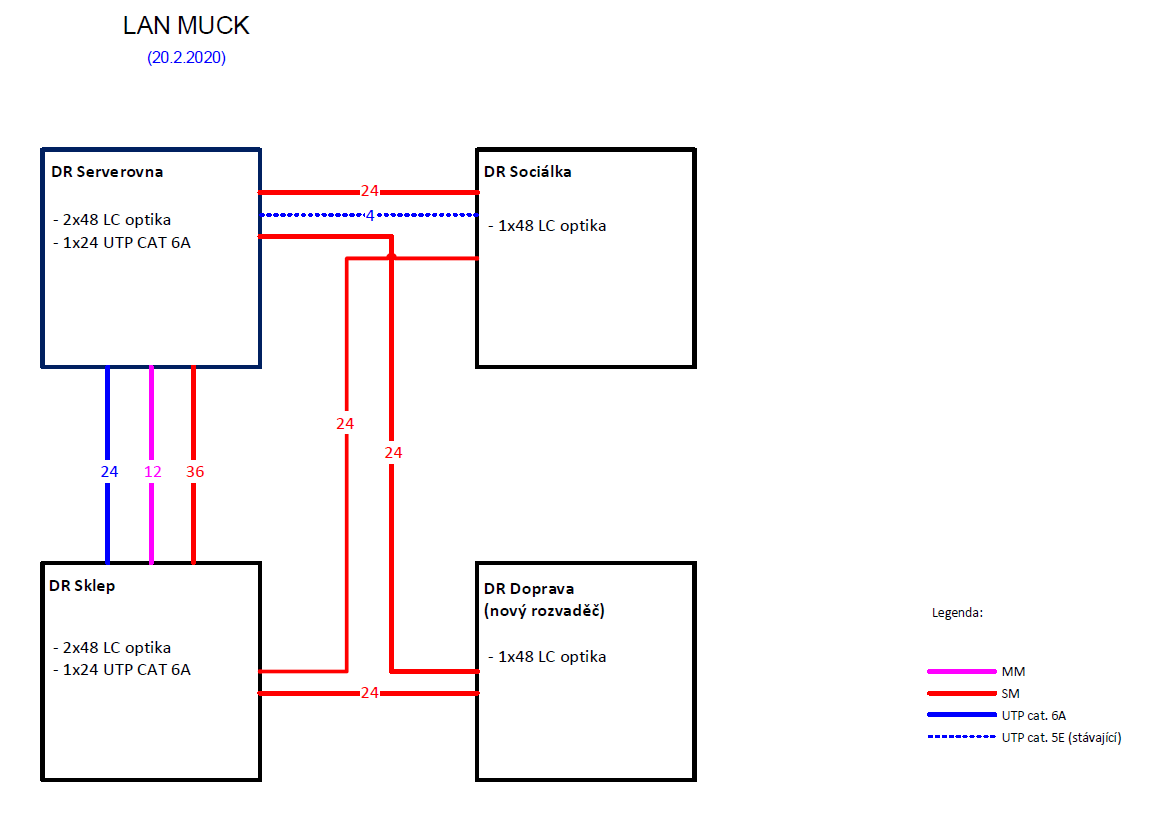 LAN MUCK
(20.2.2020)
DR Serverovna
- 2x48 LC optika
- 1x24 UTP CAT 6A
24
4
DR Sociálka
- 1x48 LC optika
24
24
24
12
36
DR Sklep
- 2x48 LC optika
- 1x24 UTP CAT 6A
24
DR Doprava
(nový rozvaděč)
- 1x48 LC optika
Legenda:
MM
SM
UTP cat. 6A
UTP cat. 5E (stávající)